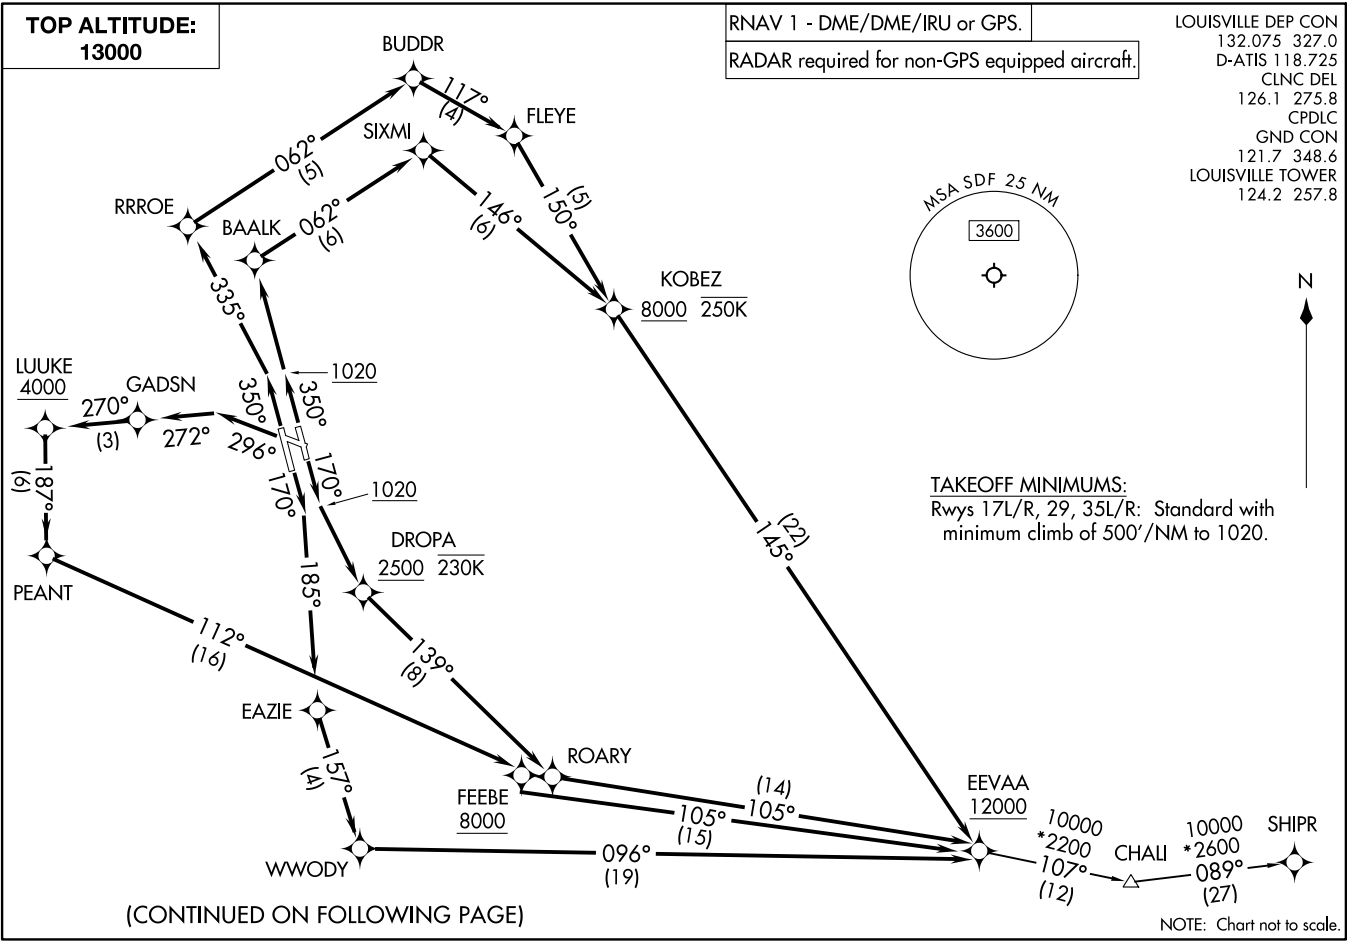 TOP ALTITUDE:
13000
RNAV 1 - DME/DME/IRU or GPS.
RADAR required for non-GPS equipped aircraft.
LOUISVILLE DEP CON
132.075 327.0
D-ATIS 118.725
CLNC DEL
126.1 275.8
CPDLC
GND CON
121.7 348.6
LOUISVILLE TOWER
124.2 257.8
BUDDR
117°
(4)
FLEYE
SIXMI
062°
(5)
RRROE
BAALK
062°
(6)
146°
(6)
(5)
150°
MSA SDF 25 NM
3600
KOBEZ
8000 250K
N
335°
1020
LUUKE
4000
GADSN
270°
(3)
272°
296°
350°
350°
170°
170°
1020
187°
(6)
PEANT
DROPA
2500 230K
185°
(22)
145°
TAKEOFF MINIMUMS:
Rwys 17L/R, 29, 35L/R: Standard with
minimum climb of 500'/NM to 1020.
112°
(16)
139°
(8)
EAZIE
157°
(4)
ROARY
FEEBE
8000
(14)
105°
105°
(15)
EEVAA
12000
WWODY
096°
(19)
10000
*2200
107°
(12)
CHALI
10000
*2600
089°
(27)
SHIPR
(CONTINUED ON FOLLOWING PAGE)
NOTE: Chart not to scale.